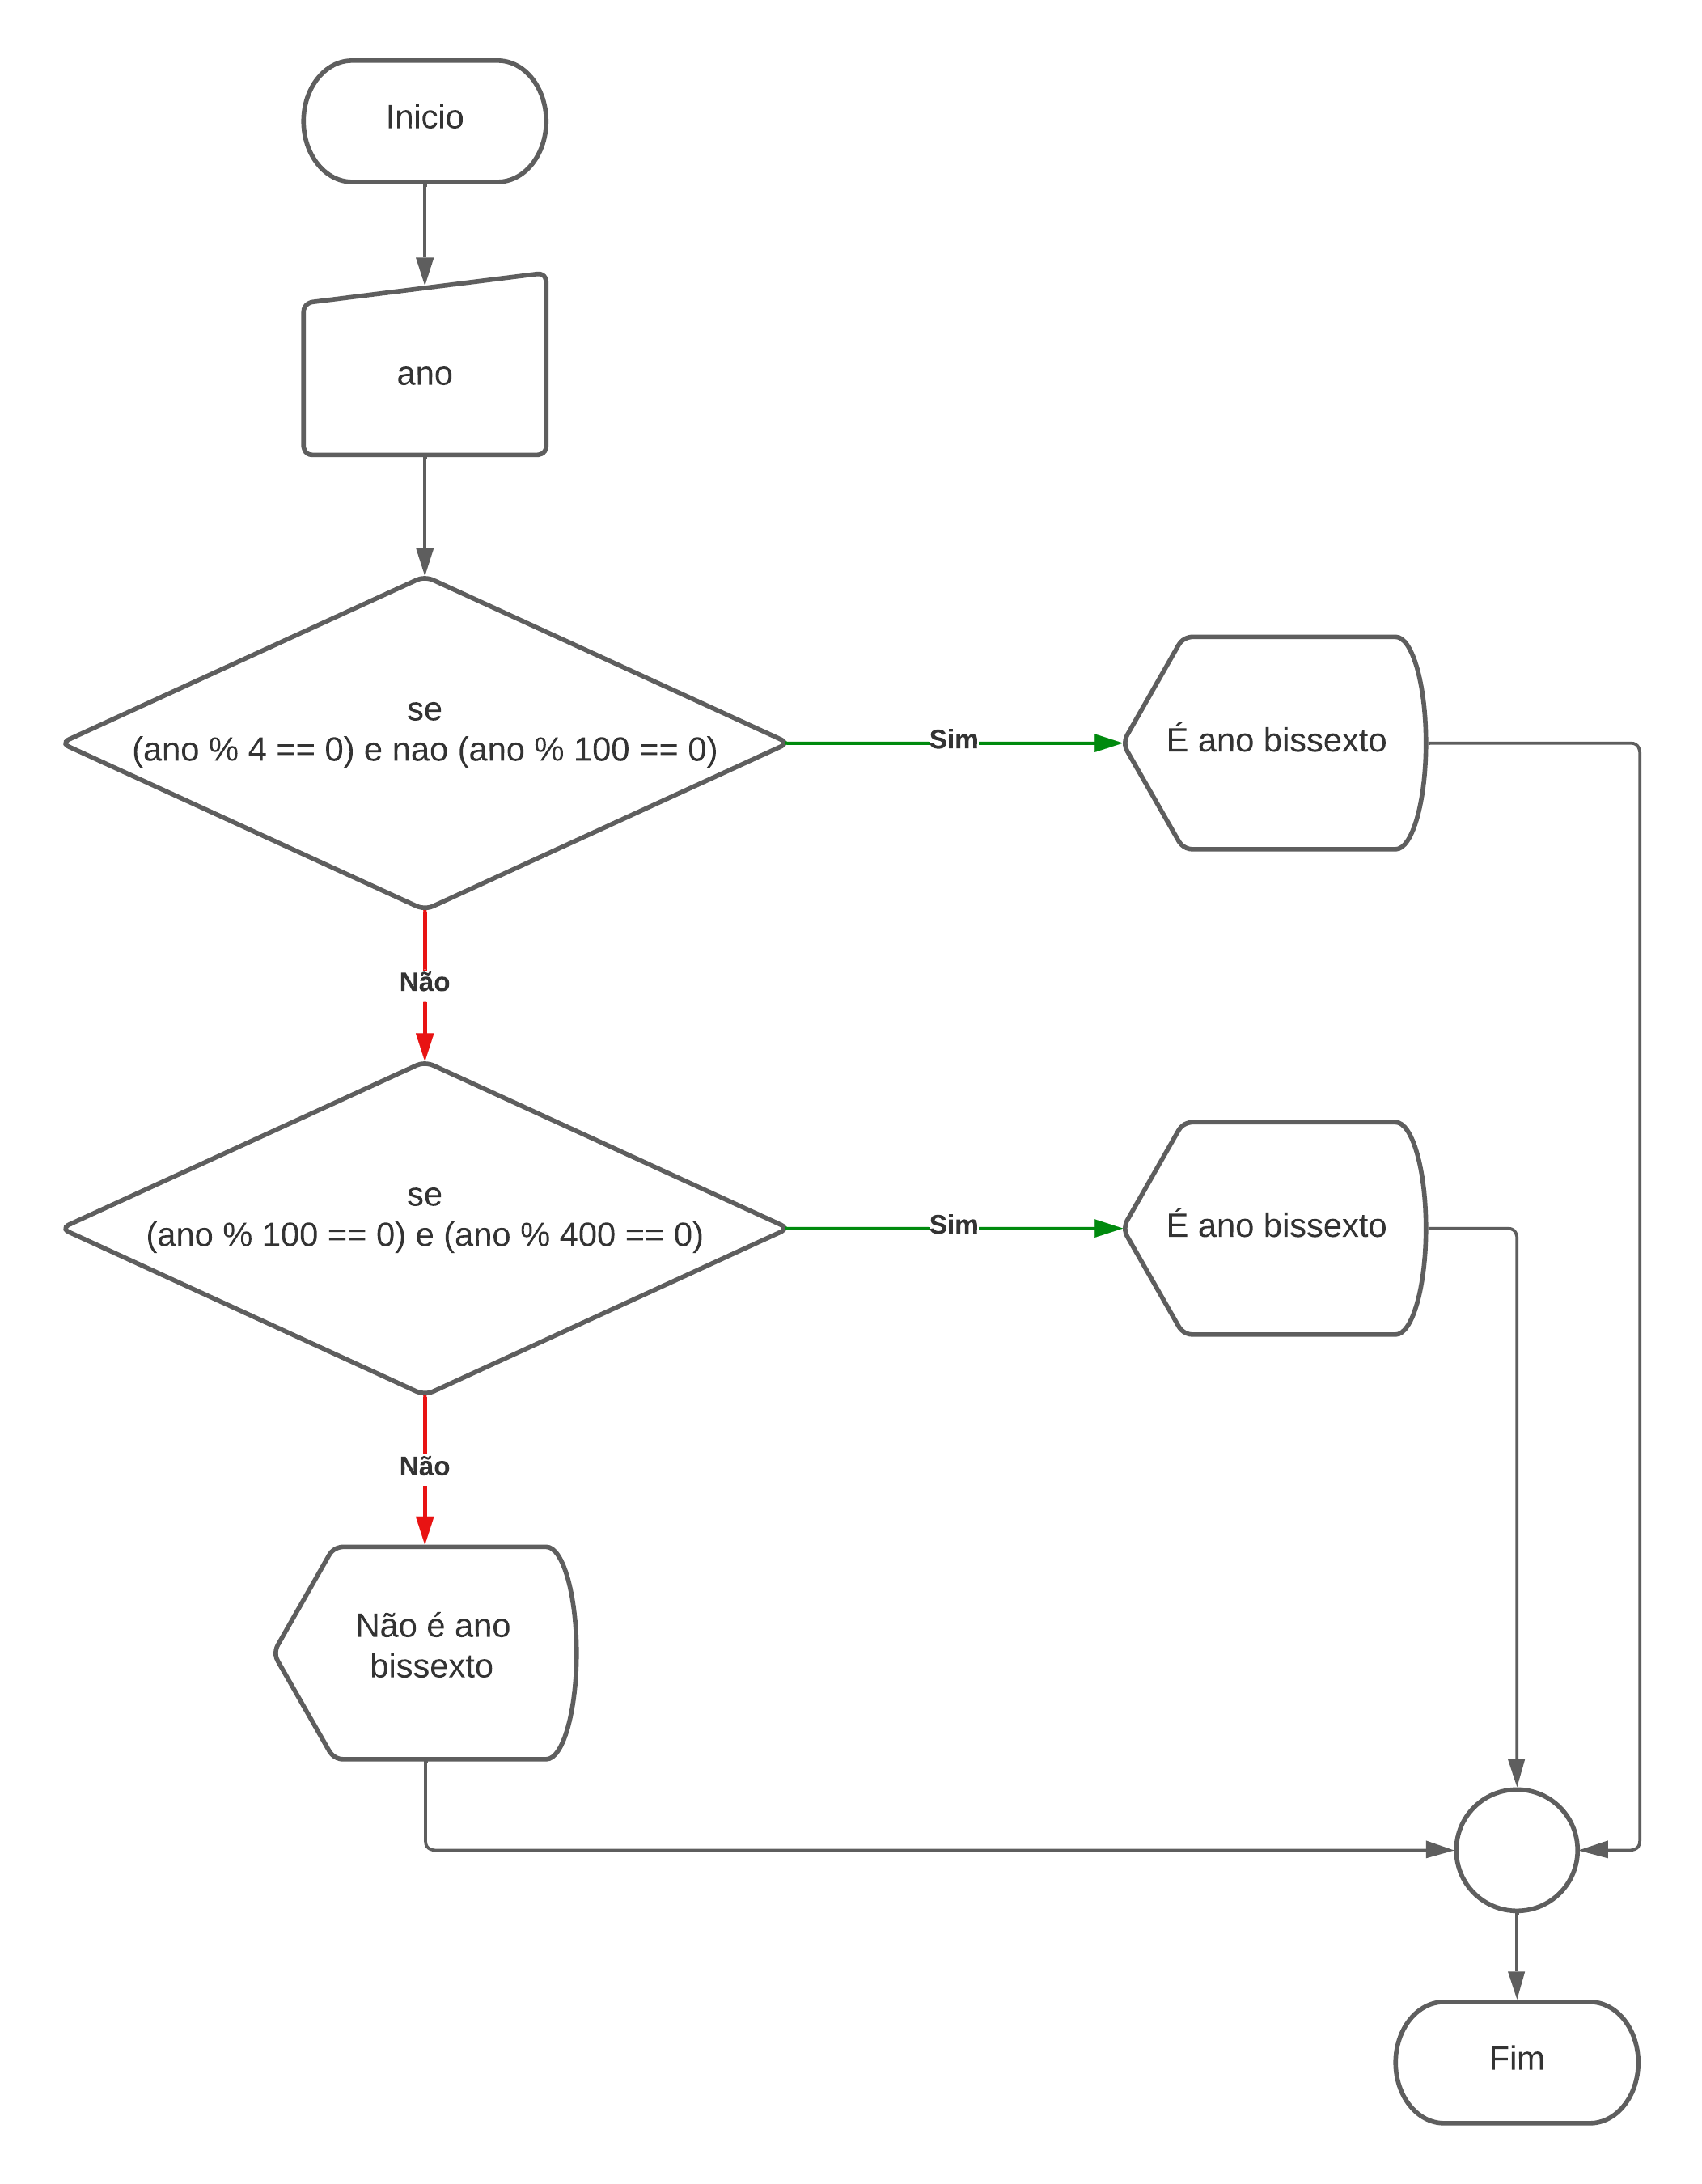 Inicio
ano
se
(ano % 4 == 0) e nao (ano % 100 == 0)
Sim
É ano bissexto
Não
se
(ano % 100 == 0) e (ano % 400 == 0)
Sim
É ano bissexto
Não
Não é ano
bissexto
Fim